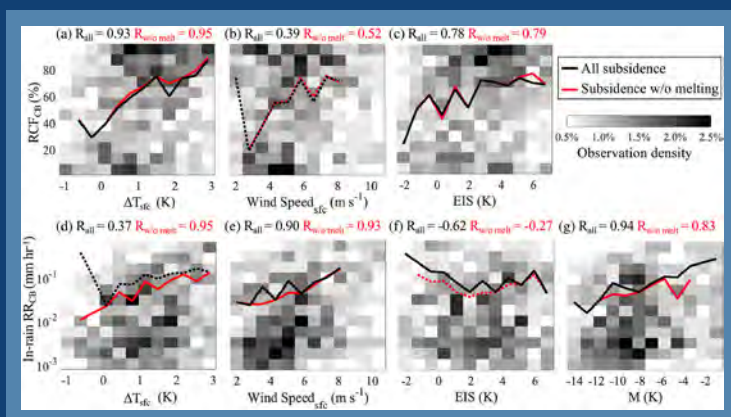 (a) R_all = 0.93 R_w/o melt = 0.95 (b) R_all = 0.39 R_w/o melt = 0.52 (c) R_all = 0.78 R_w/o melt = 0.79
RCF_CB (%)
80
60
40
20
-1 0 1 2 3
ΔT_sfc (K)
2 4 6 8 10
Wind Speed_sfc (m s⁻¹)
-2 0 2 4 6
EIS (K)
All subsidence
Subsidence w/o melting
0.5% 1.0% 2.0% 2.5%
Observation density
(d) R_all = 0.37 R_w/o melt = 0.95 (e) R_all = 0.90 R_w/o melt = 0.93 (f) R_all = -0.62 R_w/o melt = -0.27 (g) R_all = 0.94 R_w/o melt = 0.83
In-rain RR_CB (mm hr⁻¹)
10⁻¹
10⁻²
10⁻³
-1 0 1 2 3
ΔT_sfc (K)
2 4 6 8 10
Wind Speed_sfc (m s⁻¹)
-2 0 2 4 6
EIS (K)
-14 -12 -10 -8 -6 -4 -2
M (K)